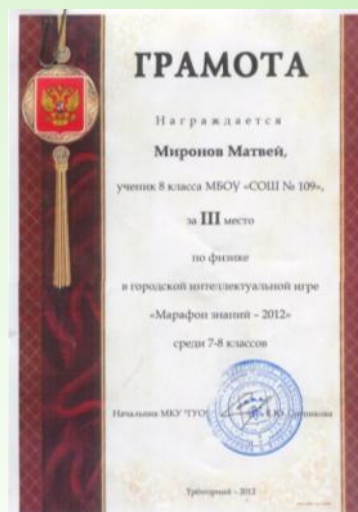 ГРАМОТА
Награждается
Миронов Матвей,
ученик 8 класса МБОУ «СОШ № 109»,
за III место
по физике
в городской интеллектуальной игре
«Марафон знаний – 2012»
среди 7-8 классов
Начальник МКУ "ГУО"
Трёхгорный – 2012